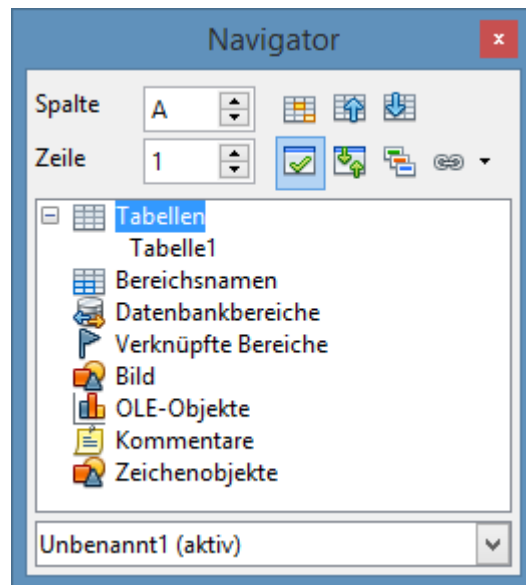 Navigator
Spalte A
Zeile 1
Tabellen
Tabelle1
Bereichsnamen
Datenbankbereiche
Verknüpfte Bereiche
Bild
OLE-Objekte
Kommentare
Zeichenobjekte
Unbenannt1 (aktiv)